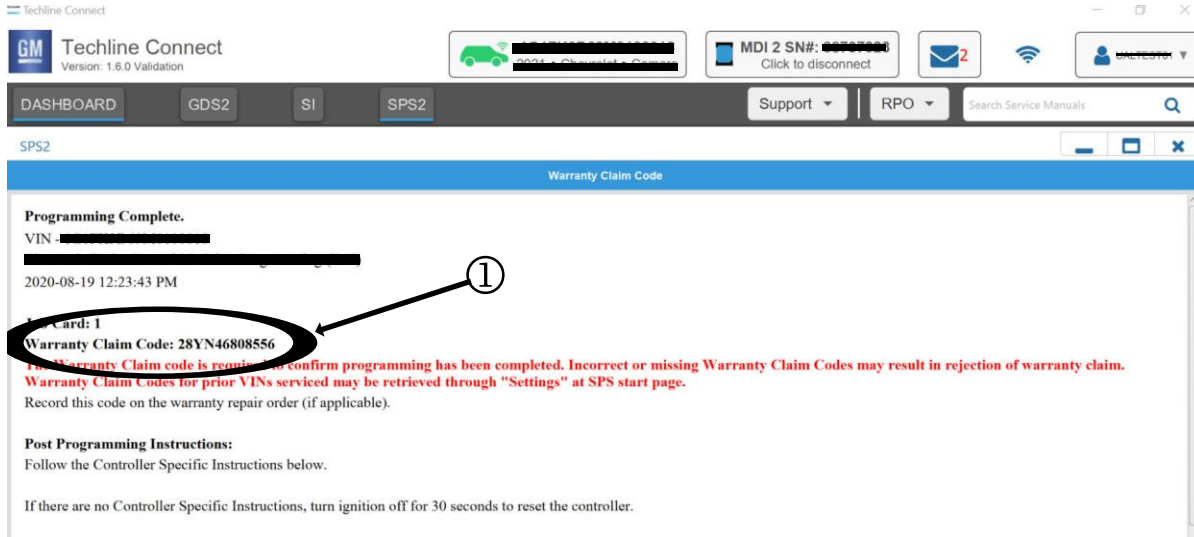 Techline Connect
GM
Techline Connect
Version: 1.6.0 Validation
MDI 2 SN#:
Click to disconnect
2
DASHBOARD
GDS2
SI
SPS2
Support
RPO
Search Service Manuals
SPS2
Warranty Claim Code
Programming Complete.
VIN -
2020-08-19 12:23:43 PM
1
Card: 1
Warranty Claim Code: 28YN46808556
The Warranty Claim code is required to confirm programming has been completed. Incorrect or missing Warranty Claim Codes may result in rejection of warranty claim.
Warranty Claim Codes for prior VINs serviced may be retrieved through "Settings" at SPS start page.
Record this code on the warranty repair order (if applicable).
Post Programming Instructions:
Follow the Controller Specific Instructions below.
If there are no Controller Specific Instructions, turn ignition off for 30 seconds to reset the controller.